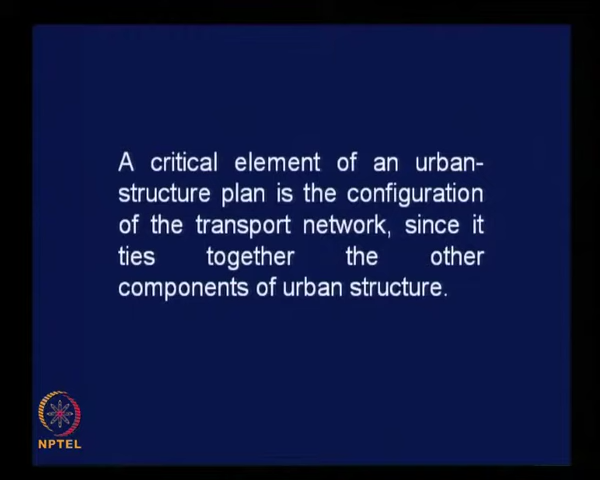 A critical element of an urban-
structure plan is the configuration
of the transport network, since it
ties together the other
components of urban structure.
NPTEL